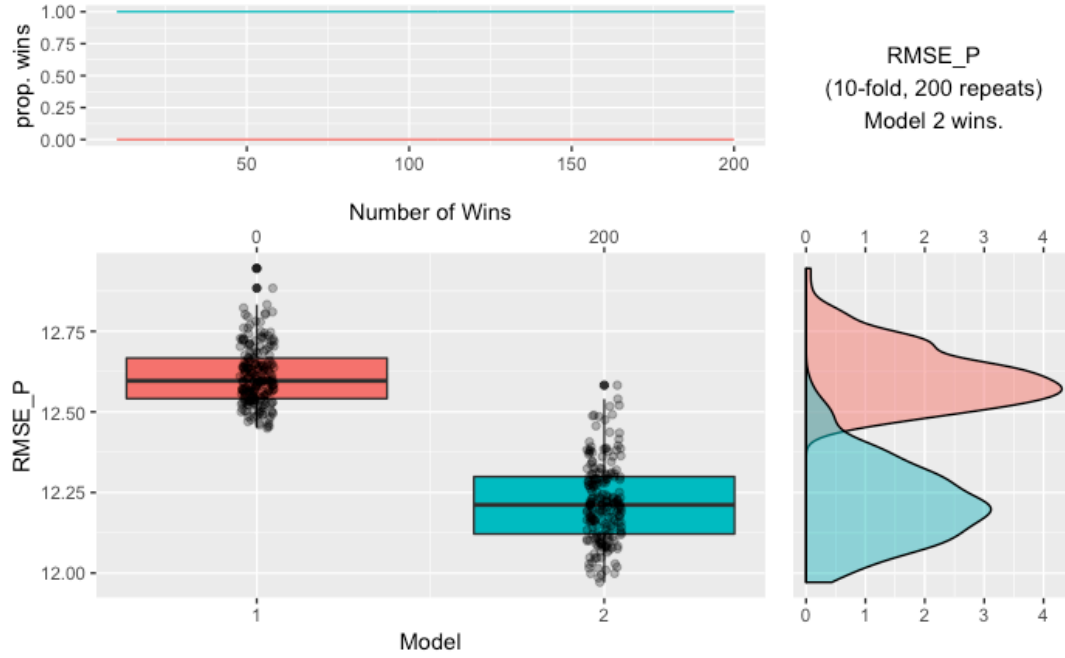 prop. wins
1.00
0.75
0.50
0.25
0.00
50 100 150 200
RMSE_P
(10-fold, 200 repeats)
Model 2 wins.
Number of Wins
0 200
RMSE_P
12.75
12.50
12.25
12.00
1 2
Model
0 1 2 3 4
0 1 2 3 4